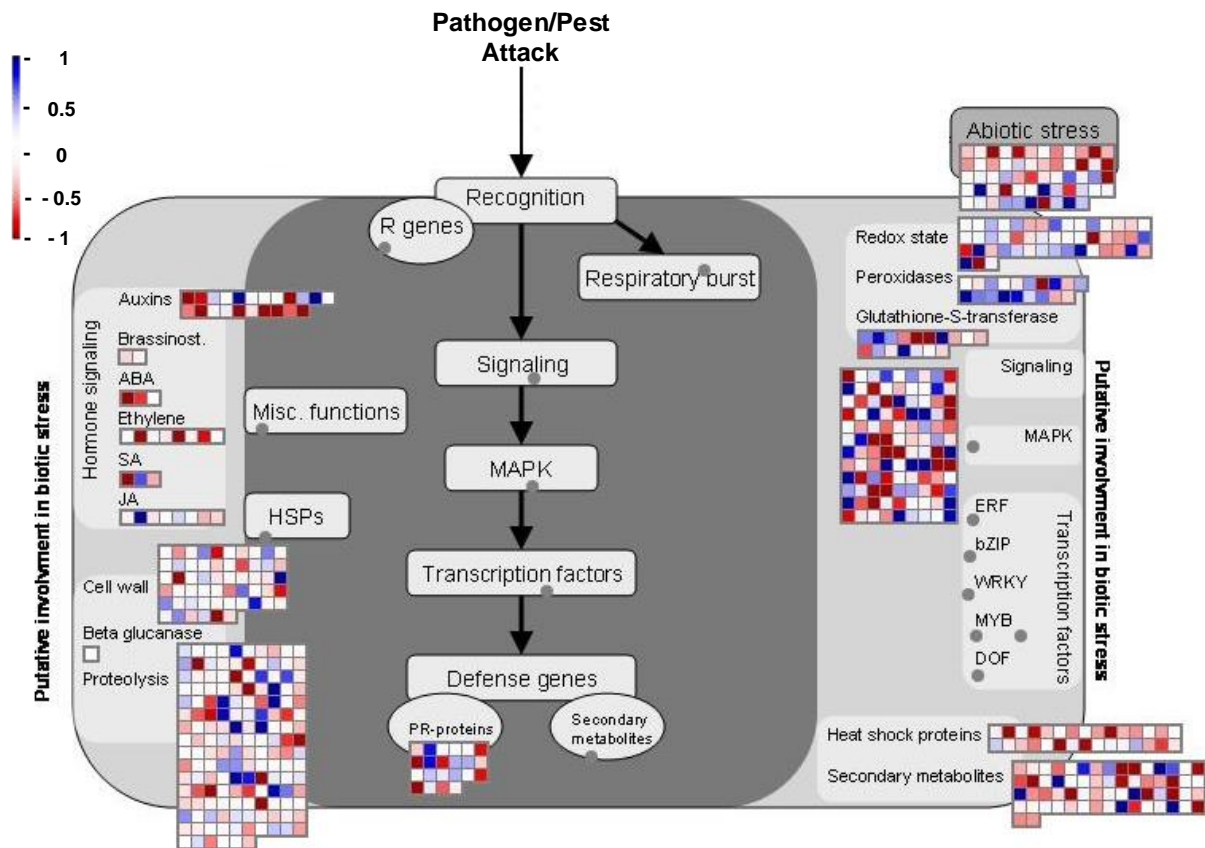 Pathogen/Pest
Attack
1
0.5
0
- 0.5
- 1
Abiotic stress
Recognition
R genes
Respiratory burst
Redox state
Peroxidases
Glutathione-S-transferase
Auxins
Brassinost.
ABA
Ethylene
SA
JA
Hormone signaling
Signaling
Misc. functions
MAPK
HSPs
Transcription factors
Signaling
MAPK
ERF
bZIP
WRKY
MYB
DOF
Transcription factors
Cell wall
Beta glucanase
Proteolysis
Defense genes
PR-proteins
Secondary
metabolites
Heat shock proteins
Secondary metabolites
Putative involvment in biotic stress
Putative involvment in biotic stress